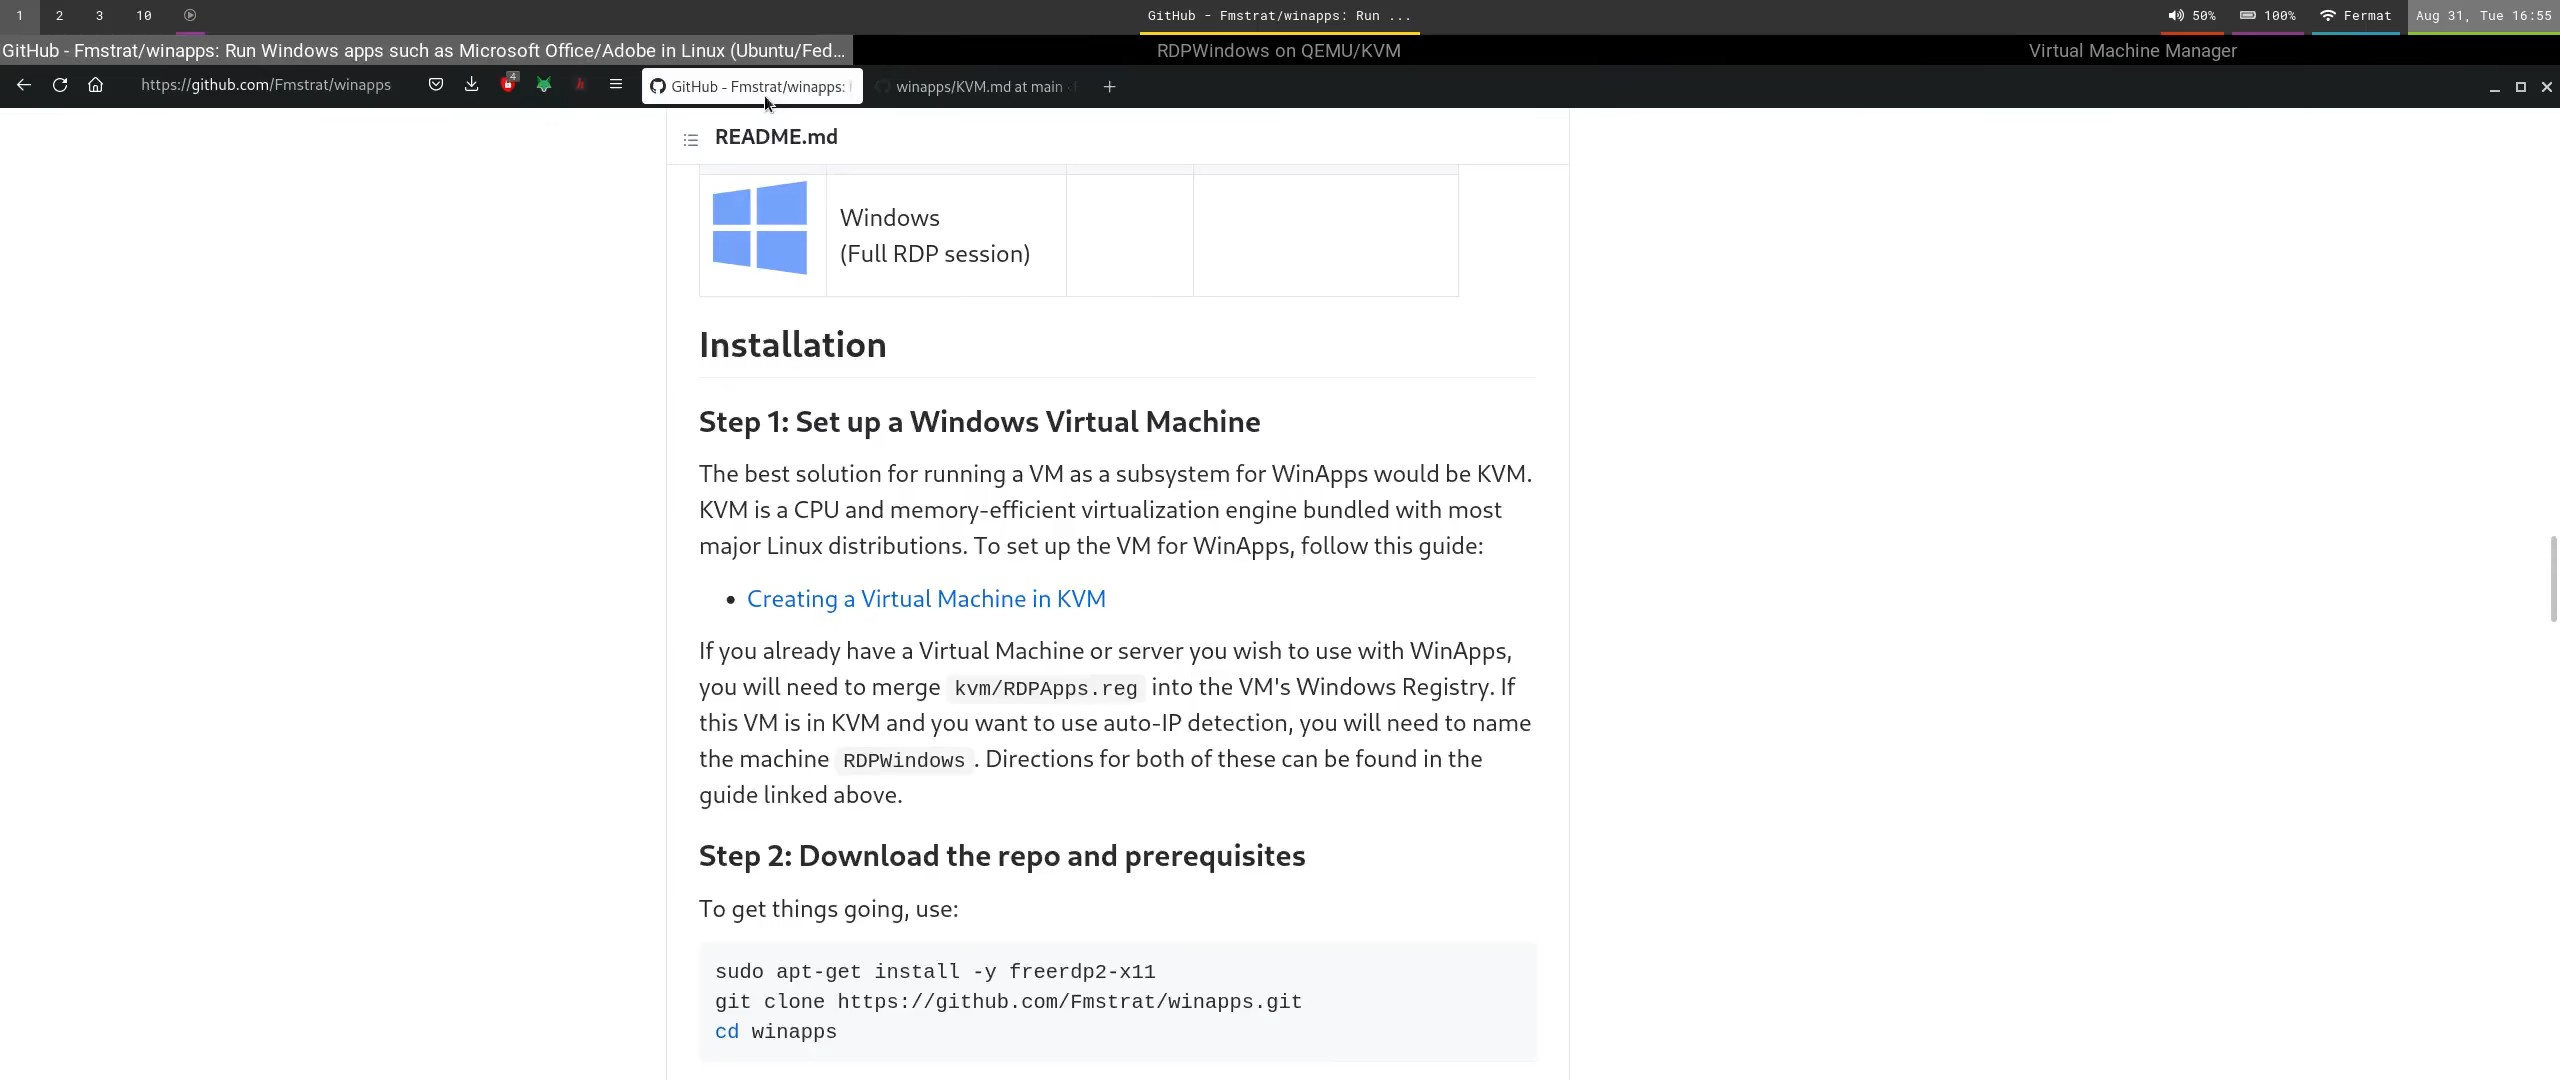 1 2 3 10 GitHub - Fmstrat/winapps: Run ... 50% 100% Fermat Aug 31, Tue 16:55
GitHub - Fmstrat/winapps: Run Windows apps such as Microsoft Office/Adobe in Linux (Ubuntu/Fed... RDPWindows on QEMU/KVM Virtual Machine Manager
https://github.com/Fmstrat/winapps 4 h GitHub - Fmstrat/winapps: winapps/KVM.md at main
README.md
Windows
(Full RDP session)
Installation
Step 1: Set up a Windows Virtual Machine
The best solution for running a VM as a subsystem for WinApps would be KVM.
KVM is a CPU and memory-efficient virtualization engine bundled with most
major Linux distributions. To set up the VM for WinApps, follow this guide:
• Creating a Virtual Machine in KVM
If you already have a Virtual Machine or server you wish to use with WinApps,
you will need to merge kvm/RDPApps.reg into the VM's Windows Registry. If
this VM is in KVM and you want to use auto-IP detection, you will need to name
the machine RDPWindows . Directions for both of these can be found in the
guide linked above.
Step 2: Download the repo and prerequisites
To get things going, use:
sudo apt-get install -y freerdp2-x11
git clone https://github.com/Fmstrat/winapps.git
cd winapps